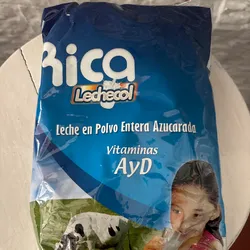 Rica
Lechecol
Leche en Polvo Entera Azucarada
Vitaminas
AyD